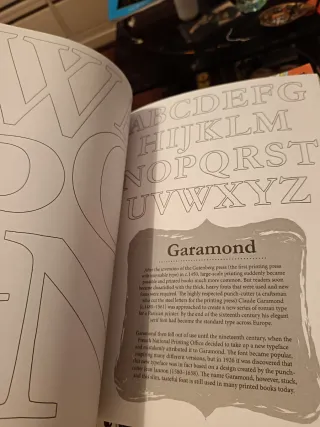 ABCDEFG
HIJKLM
NOPQRST
UVWXYZ
Garamond
After the invention of the Gutenberg press (the first printing press
with moveable type) in 1450, large-scale printing suddenly became
possible and printed books much more common. But readers soon
became dissatisfied with the thick, heavy fonts that were used and new
typefaces were required. The highly respected punch-cutter (a craftsman
who cut the steel letters for the printing press) Claude Garamond
(1499–1561) was approached to create a new series of roman type
for a Parisian printer. By the end of the sixteenth century his elegant
serif font had become the standard type across Europe.
Garamond then fell out of use until the nineteenth century, when the
French National Printing Office decided to take up a new typeface
and mistakenly attributed it to Garamond. The font became popular,
inspiring many different versions, but in 1926 it was discovered that
this new typeface was in fact based on a design created by the punch-
cutter Jean Jannon (1580–1658). The name Garamond, however, stuck,
and this slim, tasteful font is still used in many printed books today.